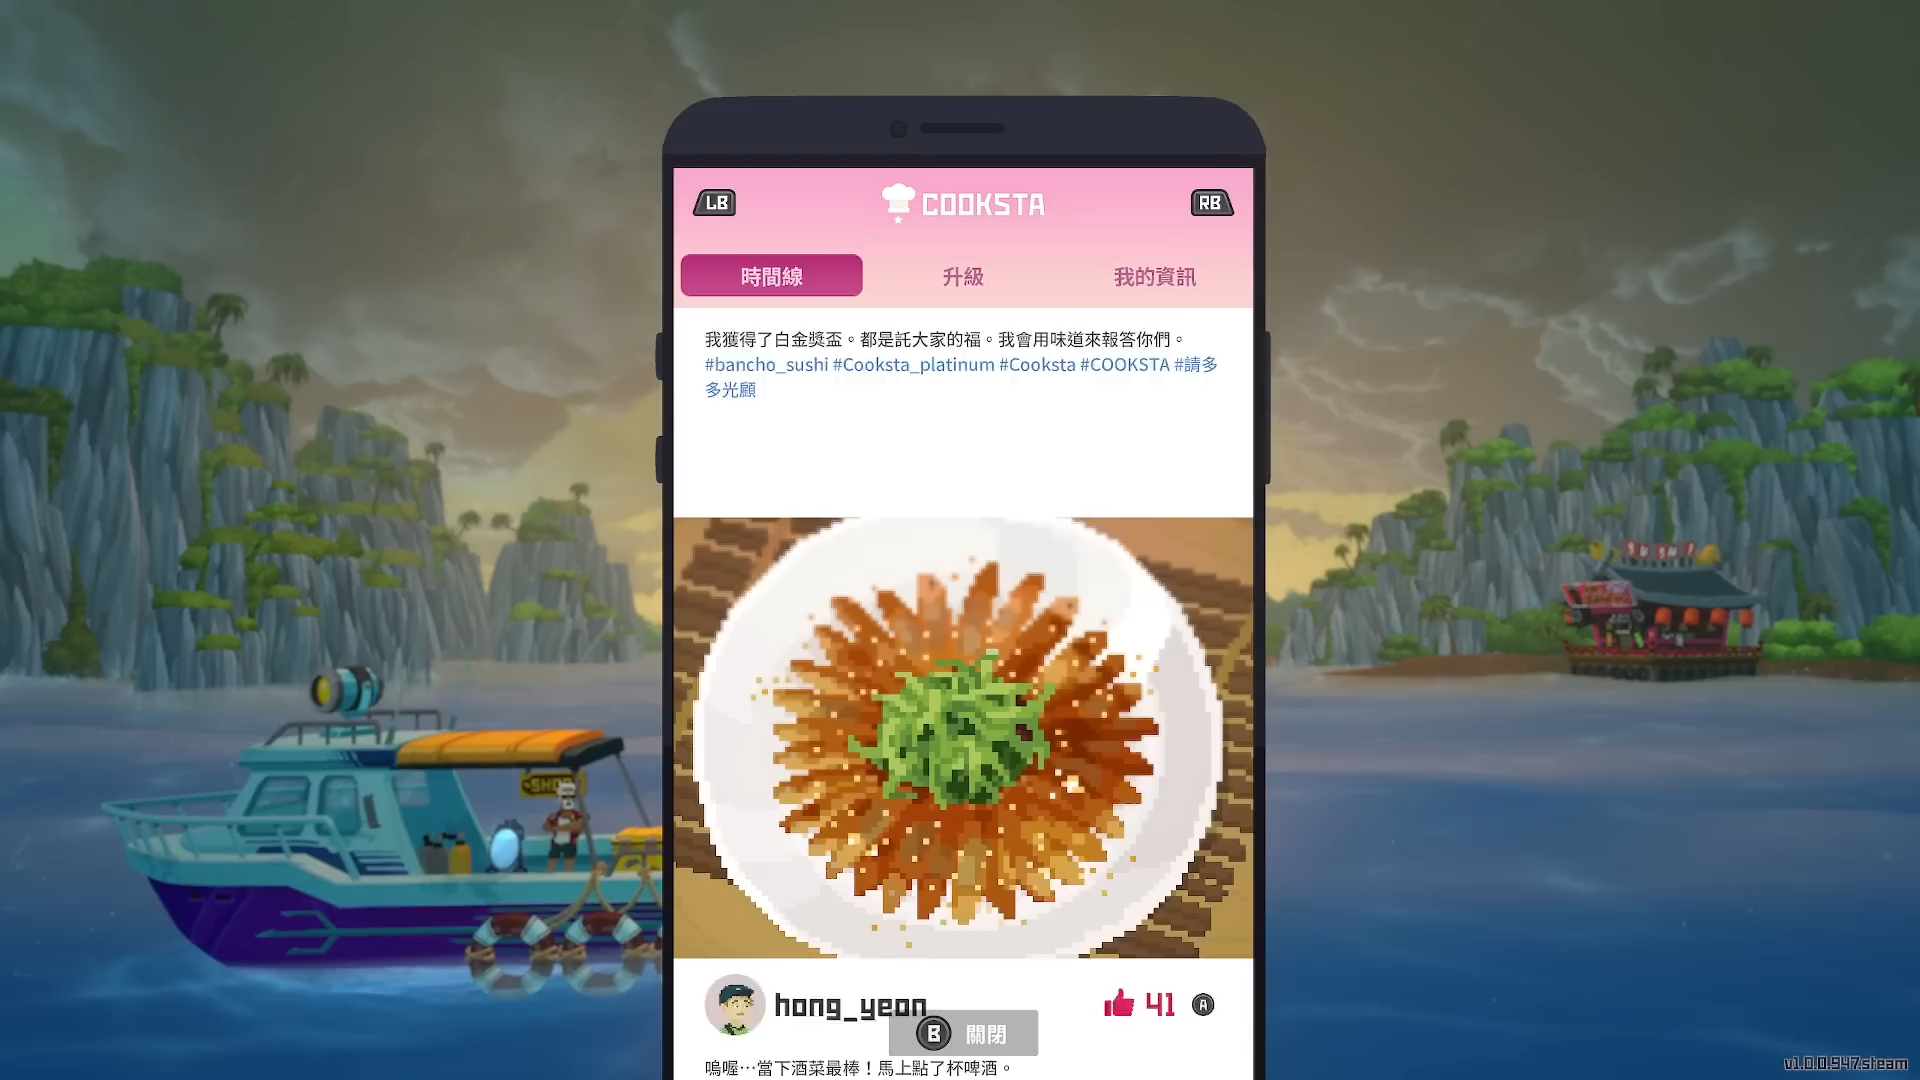 LB
COOKSTA
RB
時間線
升級
我的資訊
我獲得了白金獎盃。都是託大家的福。我會用味道來報答你們。
#bancho_sushi #Cooksta_platinum #Cooksta #COOKSTA #請多
多光顧
SUSHI
SHOP
hong_yeon
41
A
B 關閉
嗚喔…當下酒菜最棒！馬上點了杯啤酒。
v1.0.0.947.steam